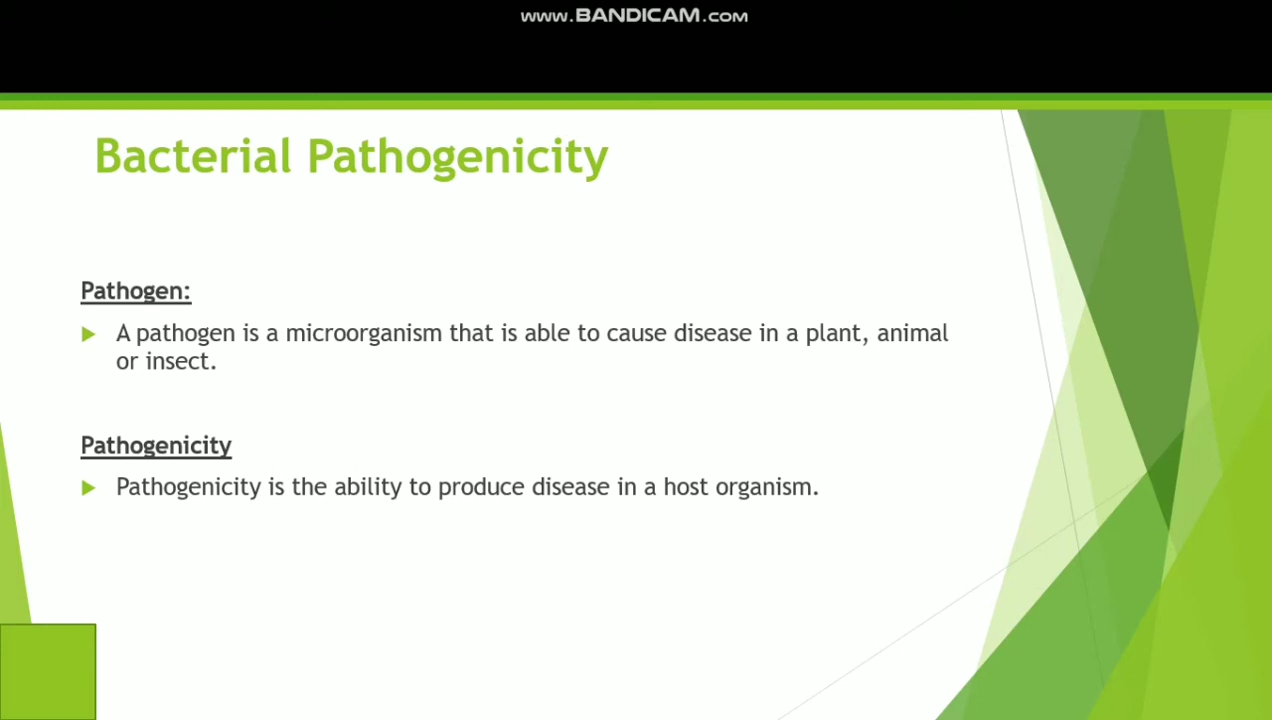 www.BANDICAM.com
Bacterial Pathogenicity
Pathogen:
A pathogen is a microorganism that is able to cause disease in a plant, animal
or insect.
Pathogenicity
Pathogenicity is the ability to produce disease in a host organism.